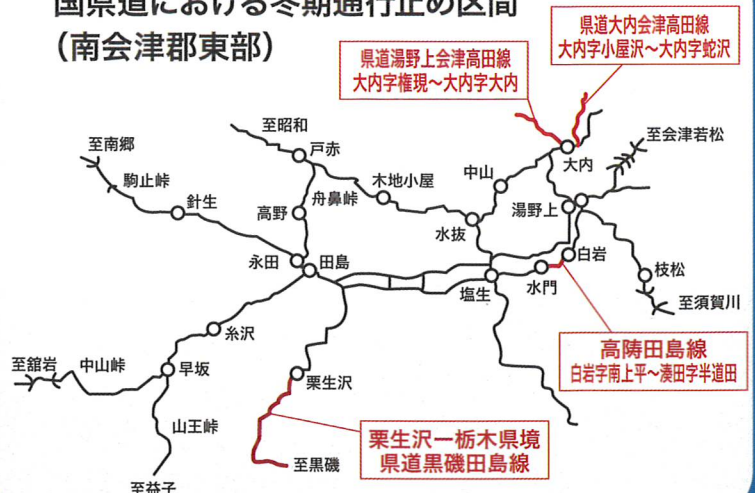 国県道における冬期通行止め区間
（南会津郡東部）
県道大内会津高田線
大内字小屋沢～大内字蛇沢
県道湯野上会津高田線
大内字権現～大内字大内
至昭和
至南郷
戸赤
至会津若松
駒止峠
大内
中山
木地小屋
針生
高野
舟鼻峠
湯野上
水抜
永田
田島
白岩
枝松
塩生
水門
至須賀川
糸沢
高陦田島線
白岩字南上平～湊田字半道田
至舘岩
中山峠
早坂
栗生沢
山王峠
栗生沢ー栃木県境
県道黒磯田島線
至黒磯
至益子